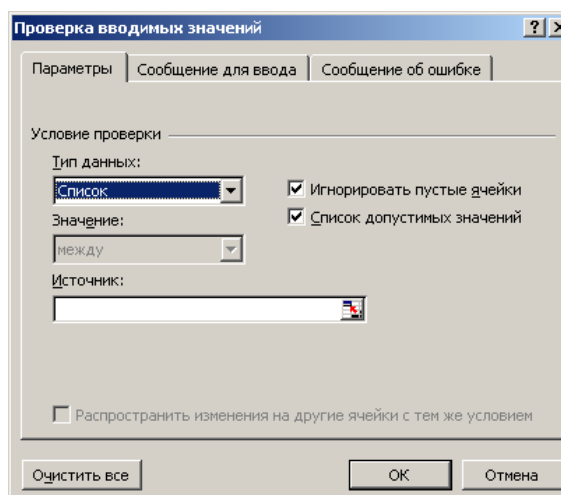 Проверка вводимых значений
Параметры Сообщение для ввода Сообщение об ошибке
Условие проверки
Тип данных:
Список
Игнорировать пустые ячейки
Значение:
Список допустимых значений
между
Источник:
Распространить изменения на другие ячейки с тем же условием
Очистить все ОК Отмена